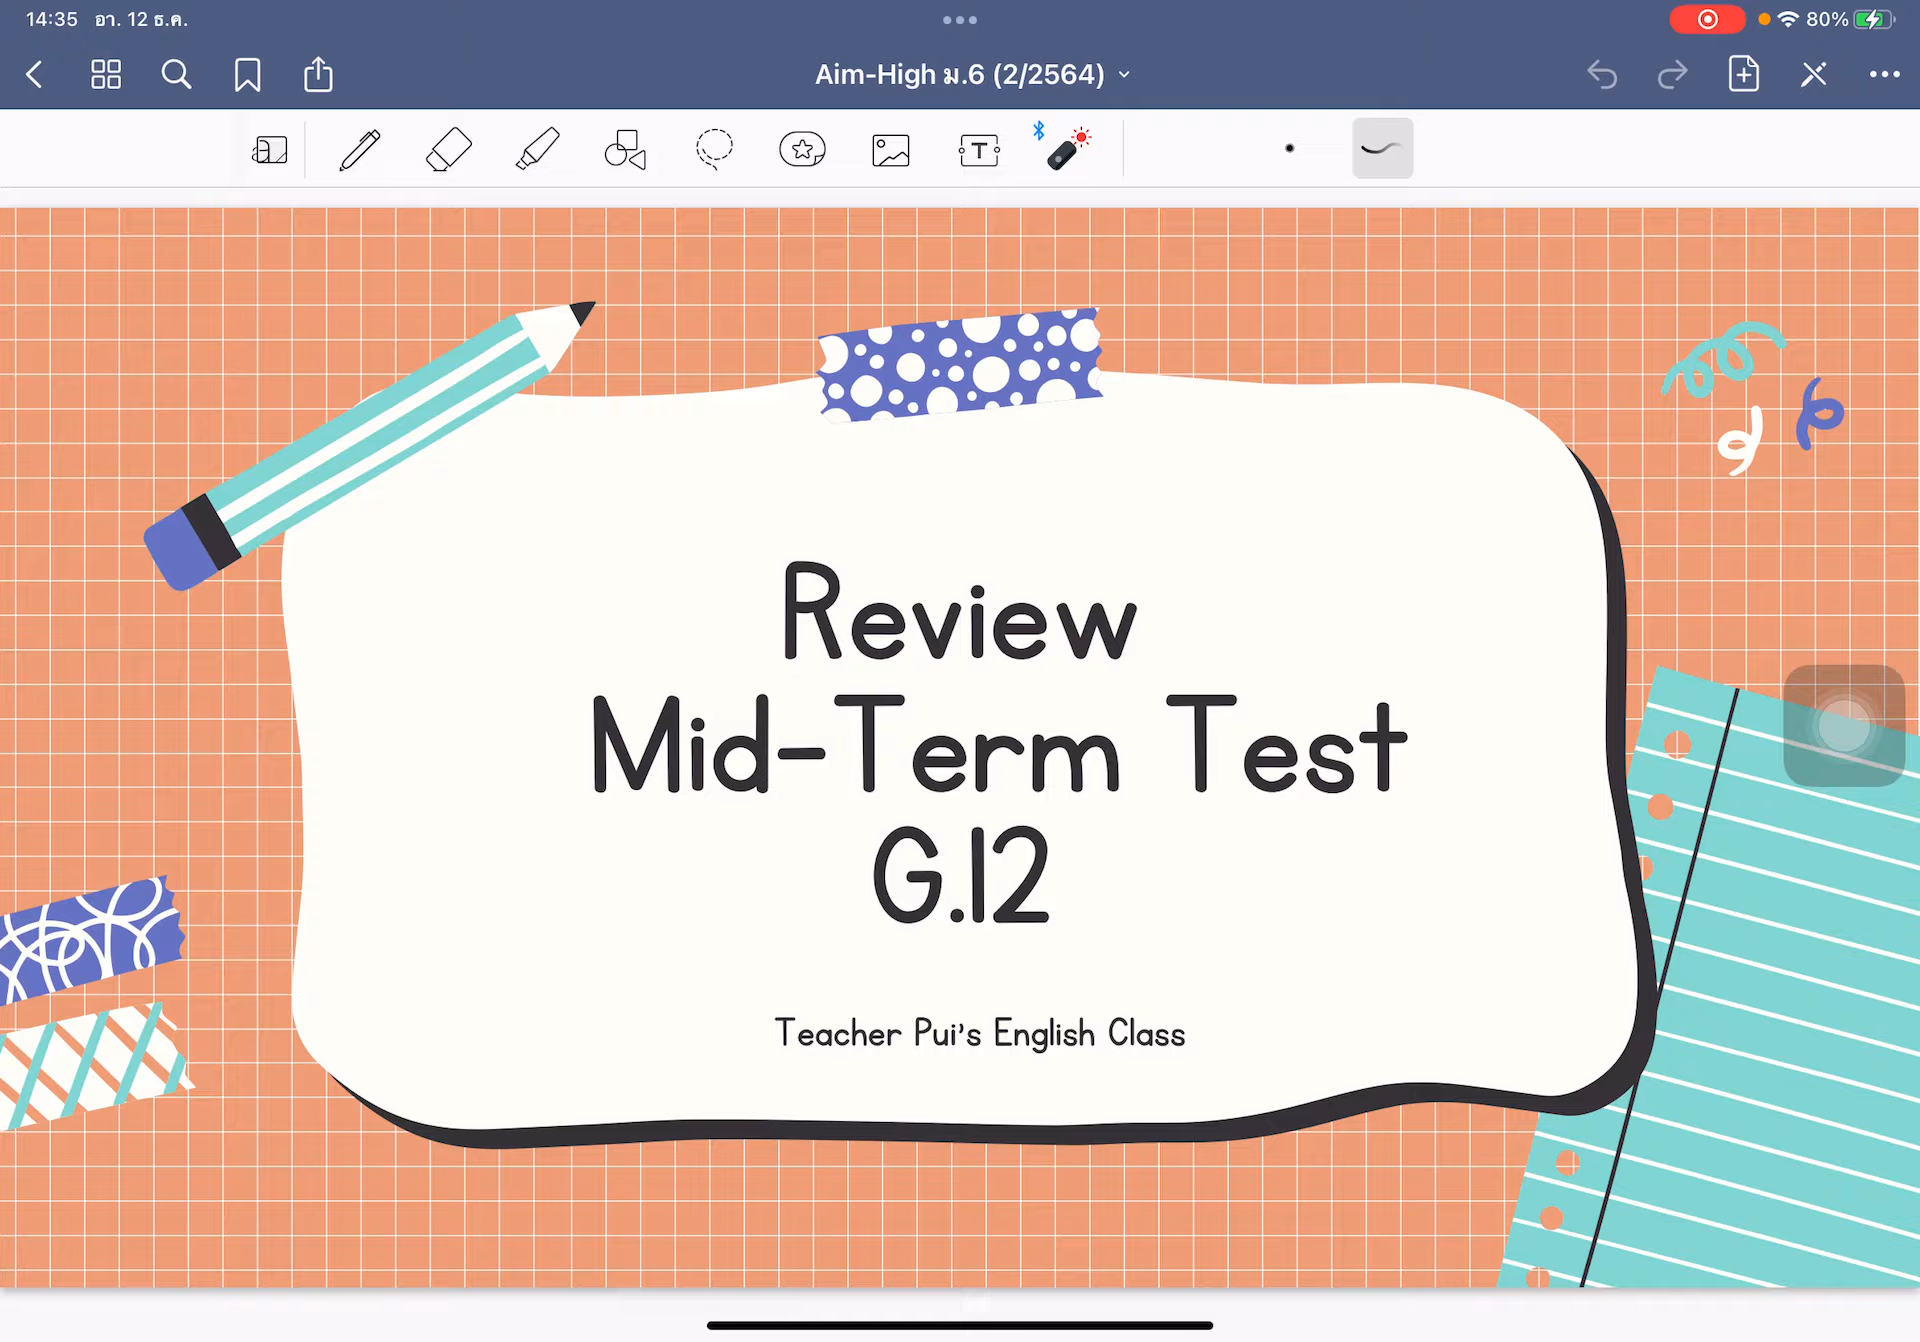 14:35 อา. 12 ธ.ค.
80%
Aim-High ม.6 (2/2564)
Review
Mid-Term Test
G.12
Teacher Pui's English Class